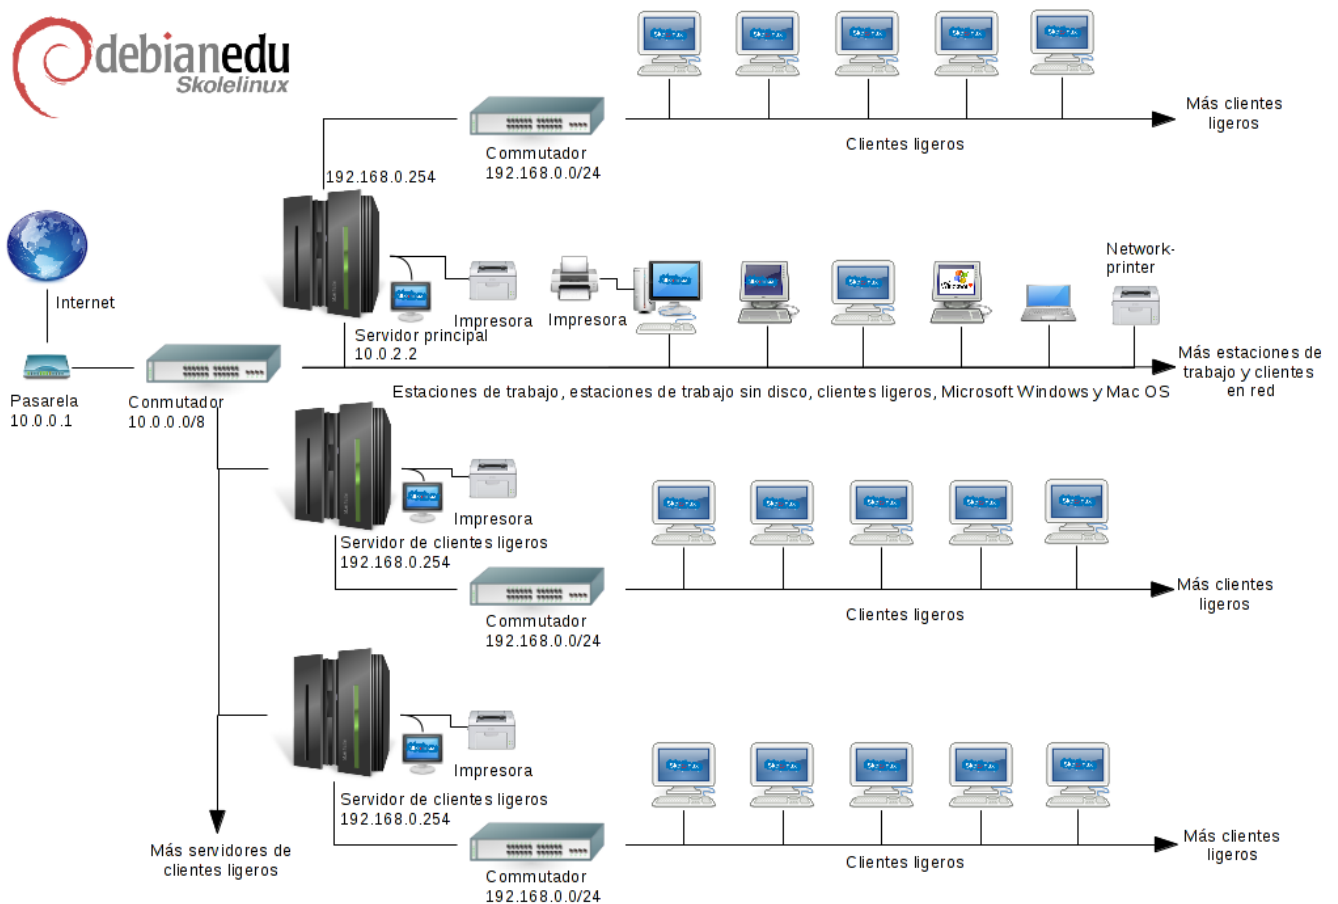 debianedu
Skolelinux
Más clientes
ligeros
Clientes ligeros
Commutador
192.168.0.0/24
192.168.0.254
Internet
Impresora
Impresora
Network-
printer
Servidor principal
10.0.2.2
Más estaciones de
trabajo y clientes
en red
Pasarela
10.0.0.1
Conmutador
10.0.0.0/8
Estaciones de trabajo, estaciones de trabajo sin disco, clientes ligeros, Microsoft Windows y Mac OS
Impresora
Servidor de clientes ligeros
192.168.0.254
Más clientes
ligeros
Clientes ligeros
Commutador
192.168.0.0/24
Impresora
Servidor de clientes ligeros
192.168.0.254
Más clientes
ligeros
Clientes ligeros
Más servidores de
clientes ligeros
Commutador
192.168.0.0/24